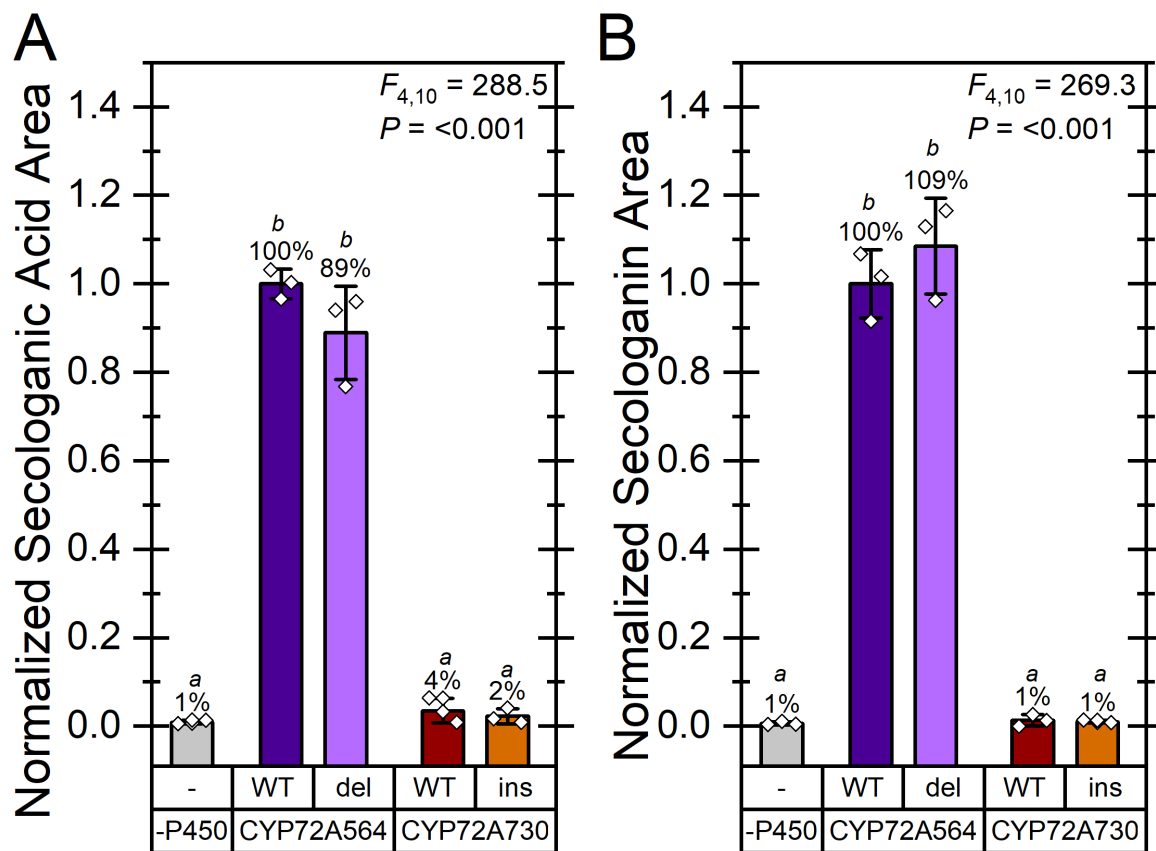 A
Normalized Secologanic Acid Area
F4,10 = 288.5
P = <0.001
1.4
1.2
1.0
0.8
0.6
0.4
0.2
0.0
a
1%
b
100%
b
89%
a
4%
a
2%
- WT del WT ins
-P450 CYP72A564 CYP72A730
B
Normalized Secologanin Area
F4,10 = 269.3
P = <0.001
1.4
1.2
1.0
0.8
0.6
0.4
0.2
0.0
a
1%
b
100%
b
109%
a
1%
a
1%
- WT del WT ins
-P450 CYP72A564 CYP72A730